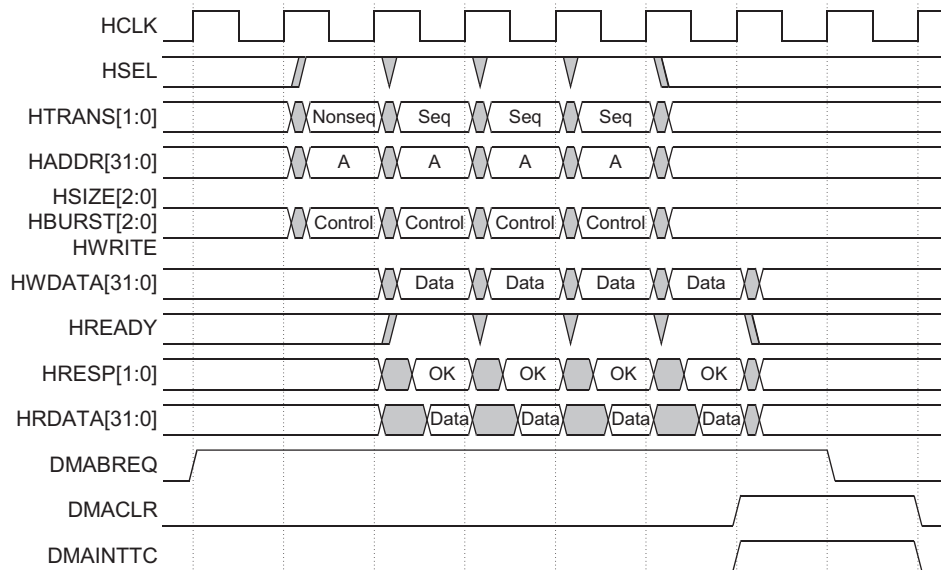 HCLK
HSEL
HTRANS[1:0] Nonseq Seq Seq Seq
HADDR[31:0] A A A A
HSIZE[2:0]
HBURST[2:0] Control Control Control Control
HWRITE
HWDATA[31:0] Data Data Data Data
HREADY
HRESP[1:0] OK OK OK OK
HRDATA[31:0] Data Data Data Data
DMABREQ
DMACLR
DMAINTTC